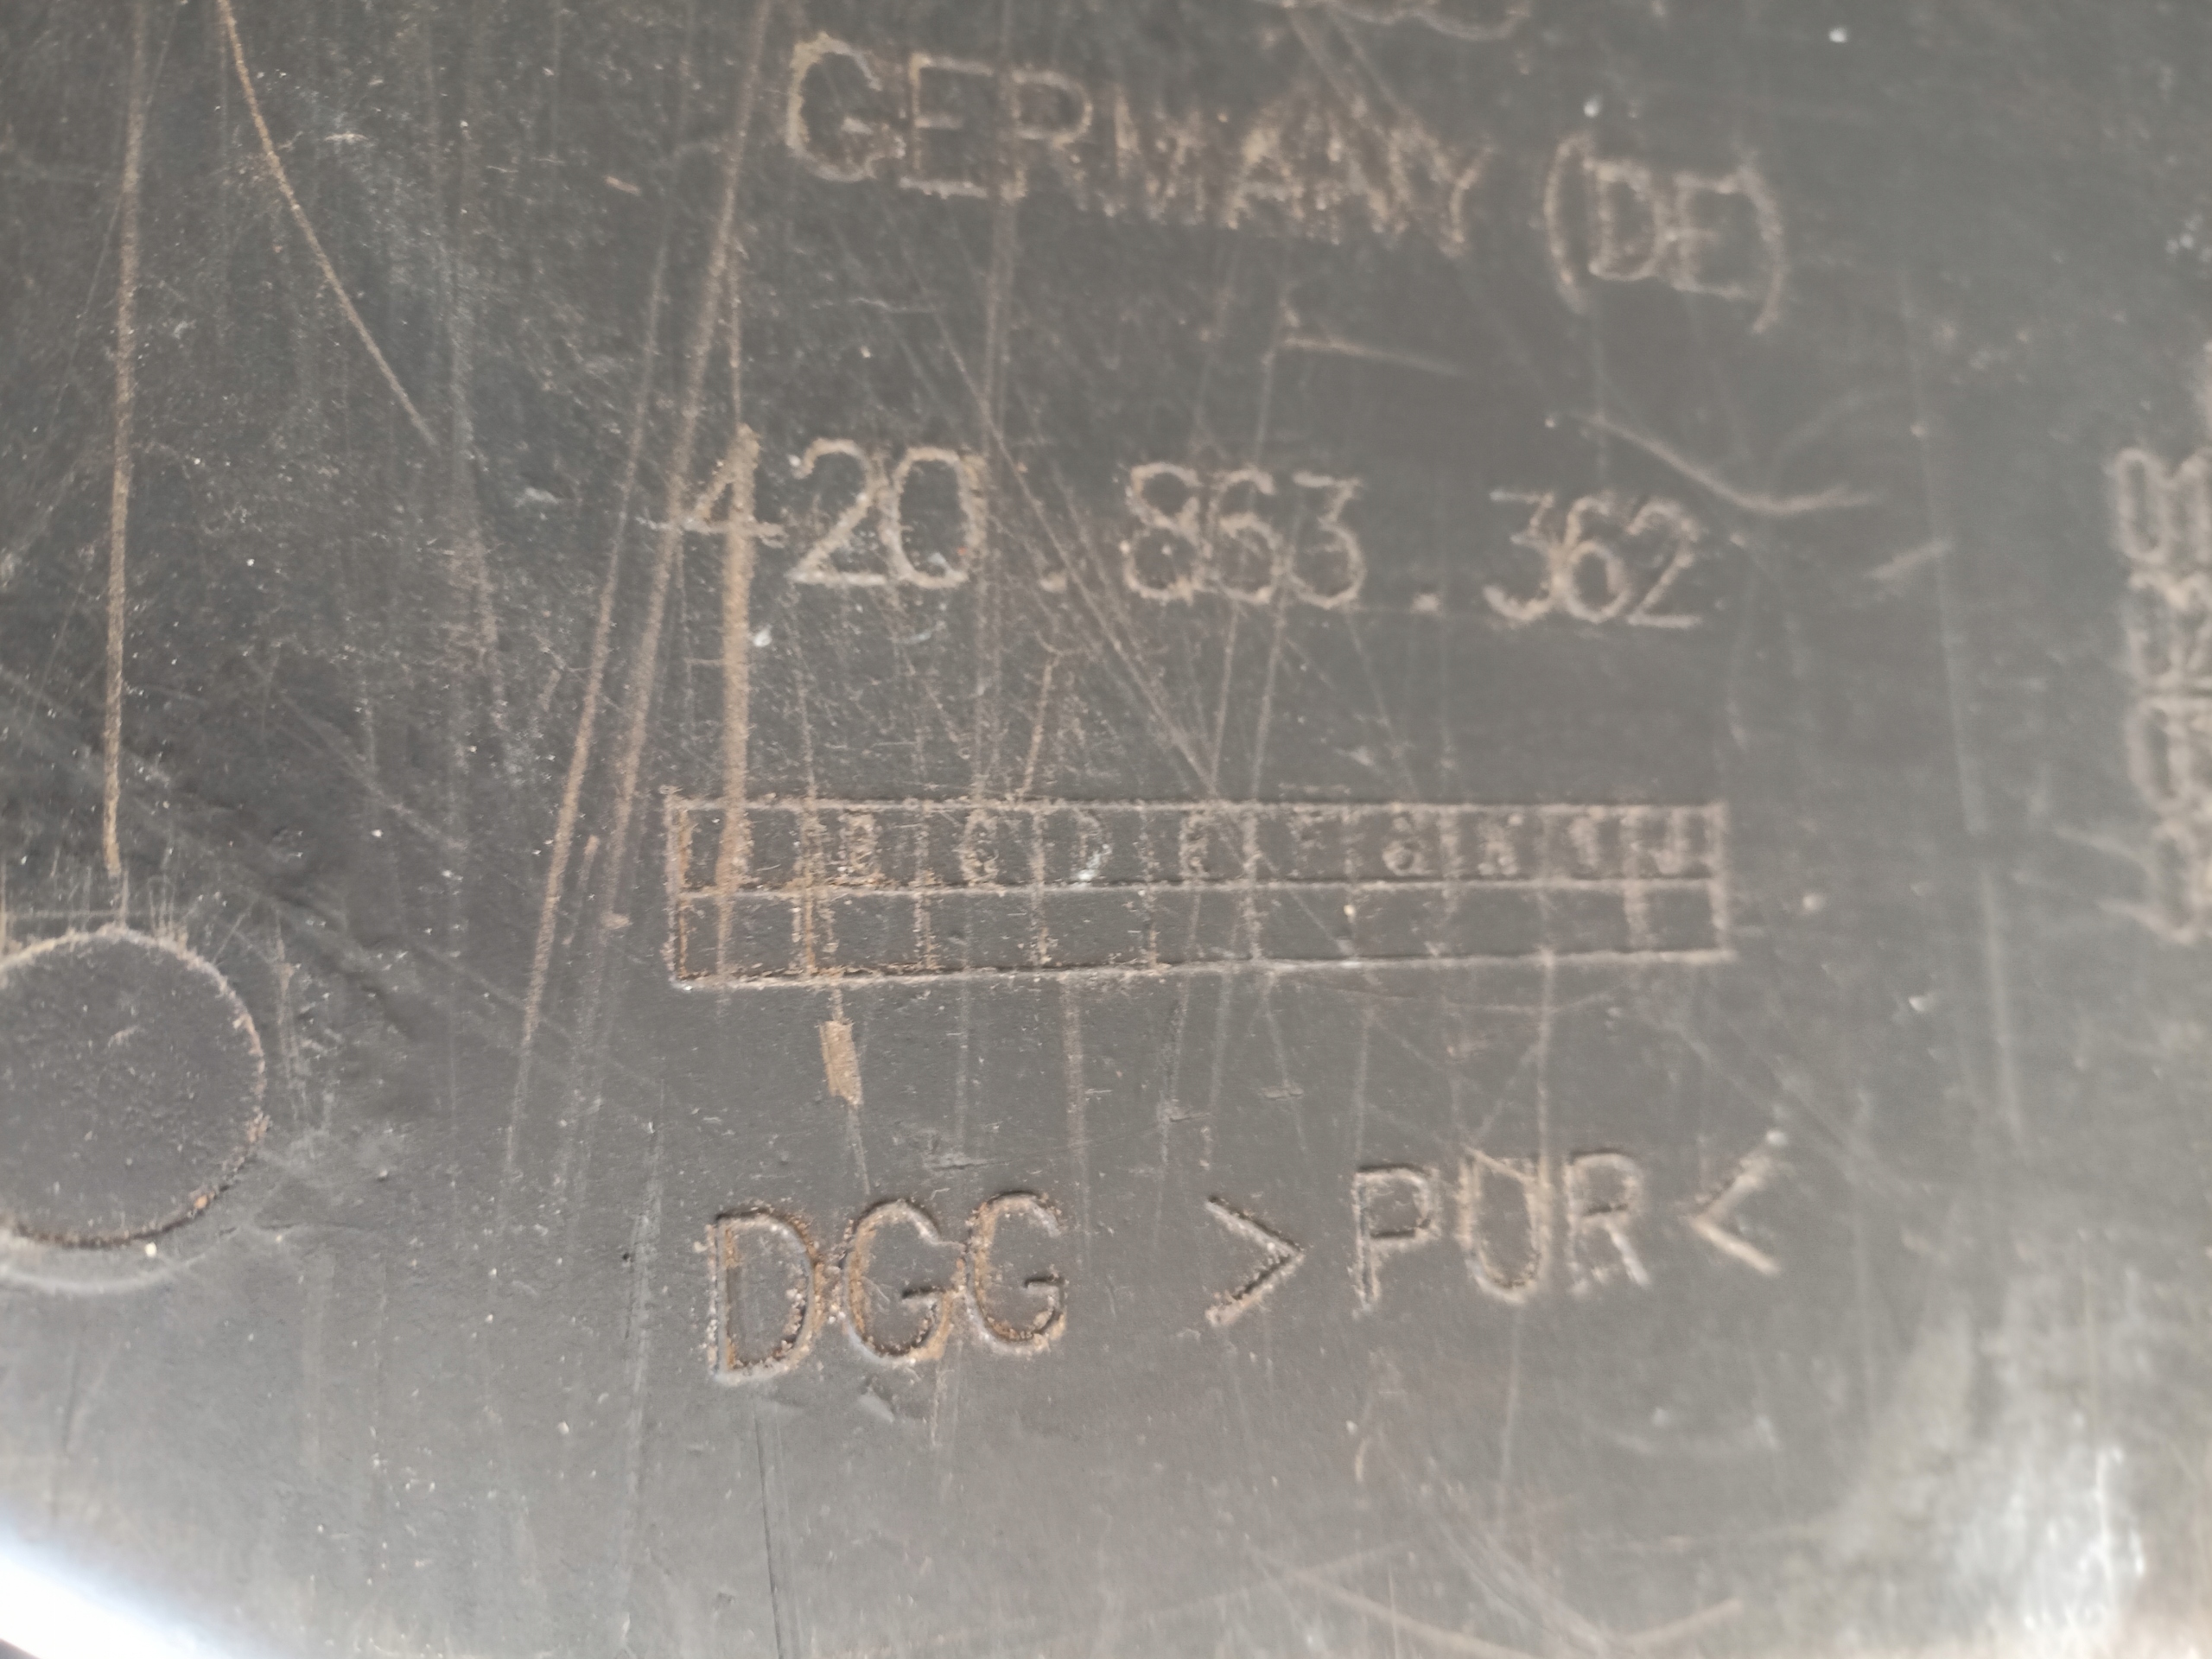 GERMANY (DE)
420.863.362
B C D E F G H I J
DGG >PUR<